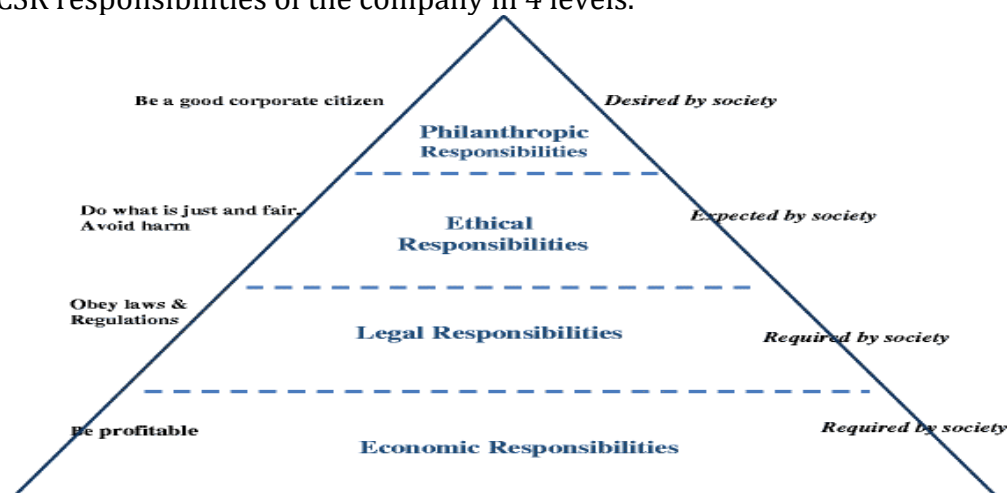 CSR responsibilities of the company in 4 levels.
Be a good corporate citizen
Desired by society
Philanthropic
Responsibilities
Do what is just and fair,
Avoid harm
Expected by society
Ethical
Responsibilities
Obey laws &
Regulations
Legal Responsibilities
Required by society
Be profitable
Required by society
Economic Responsibilities